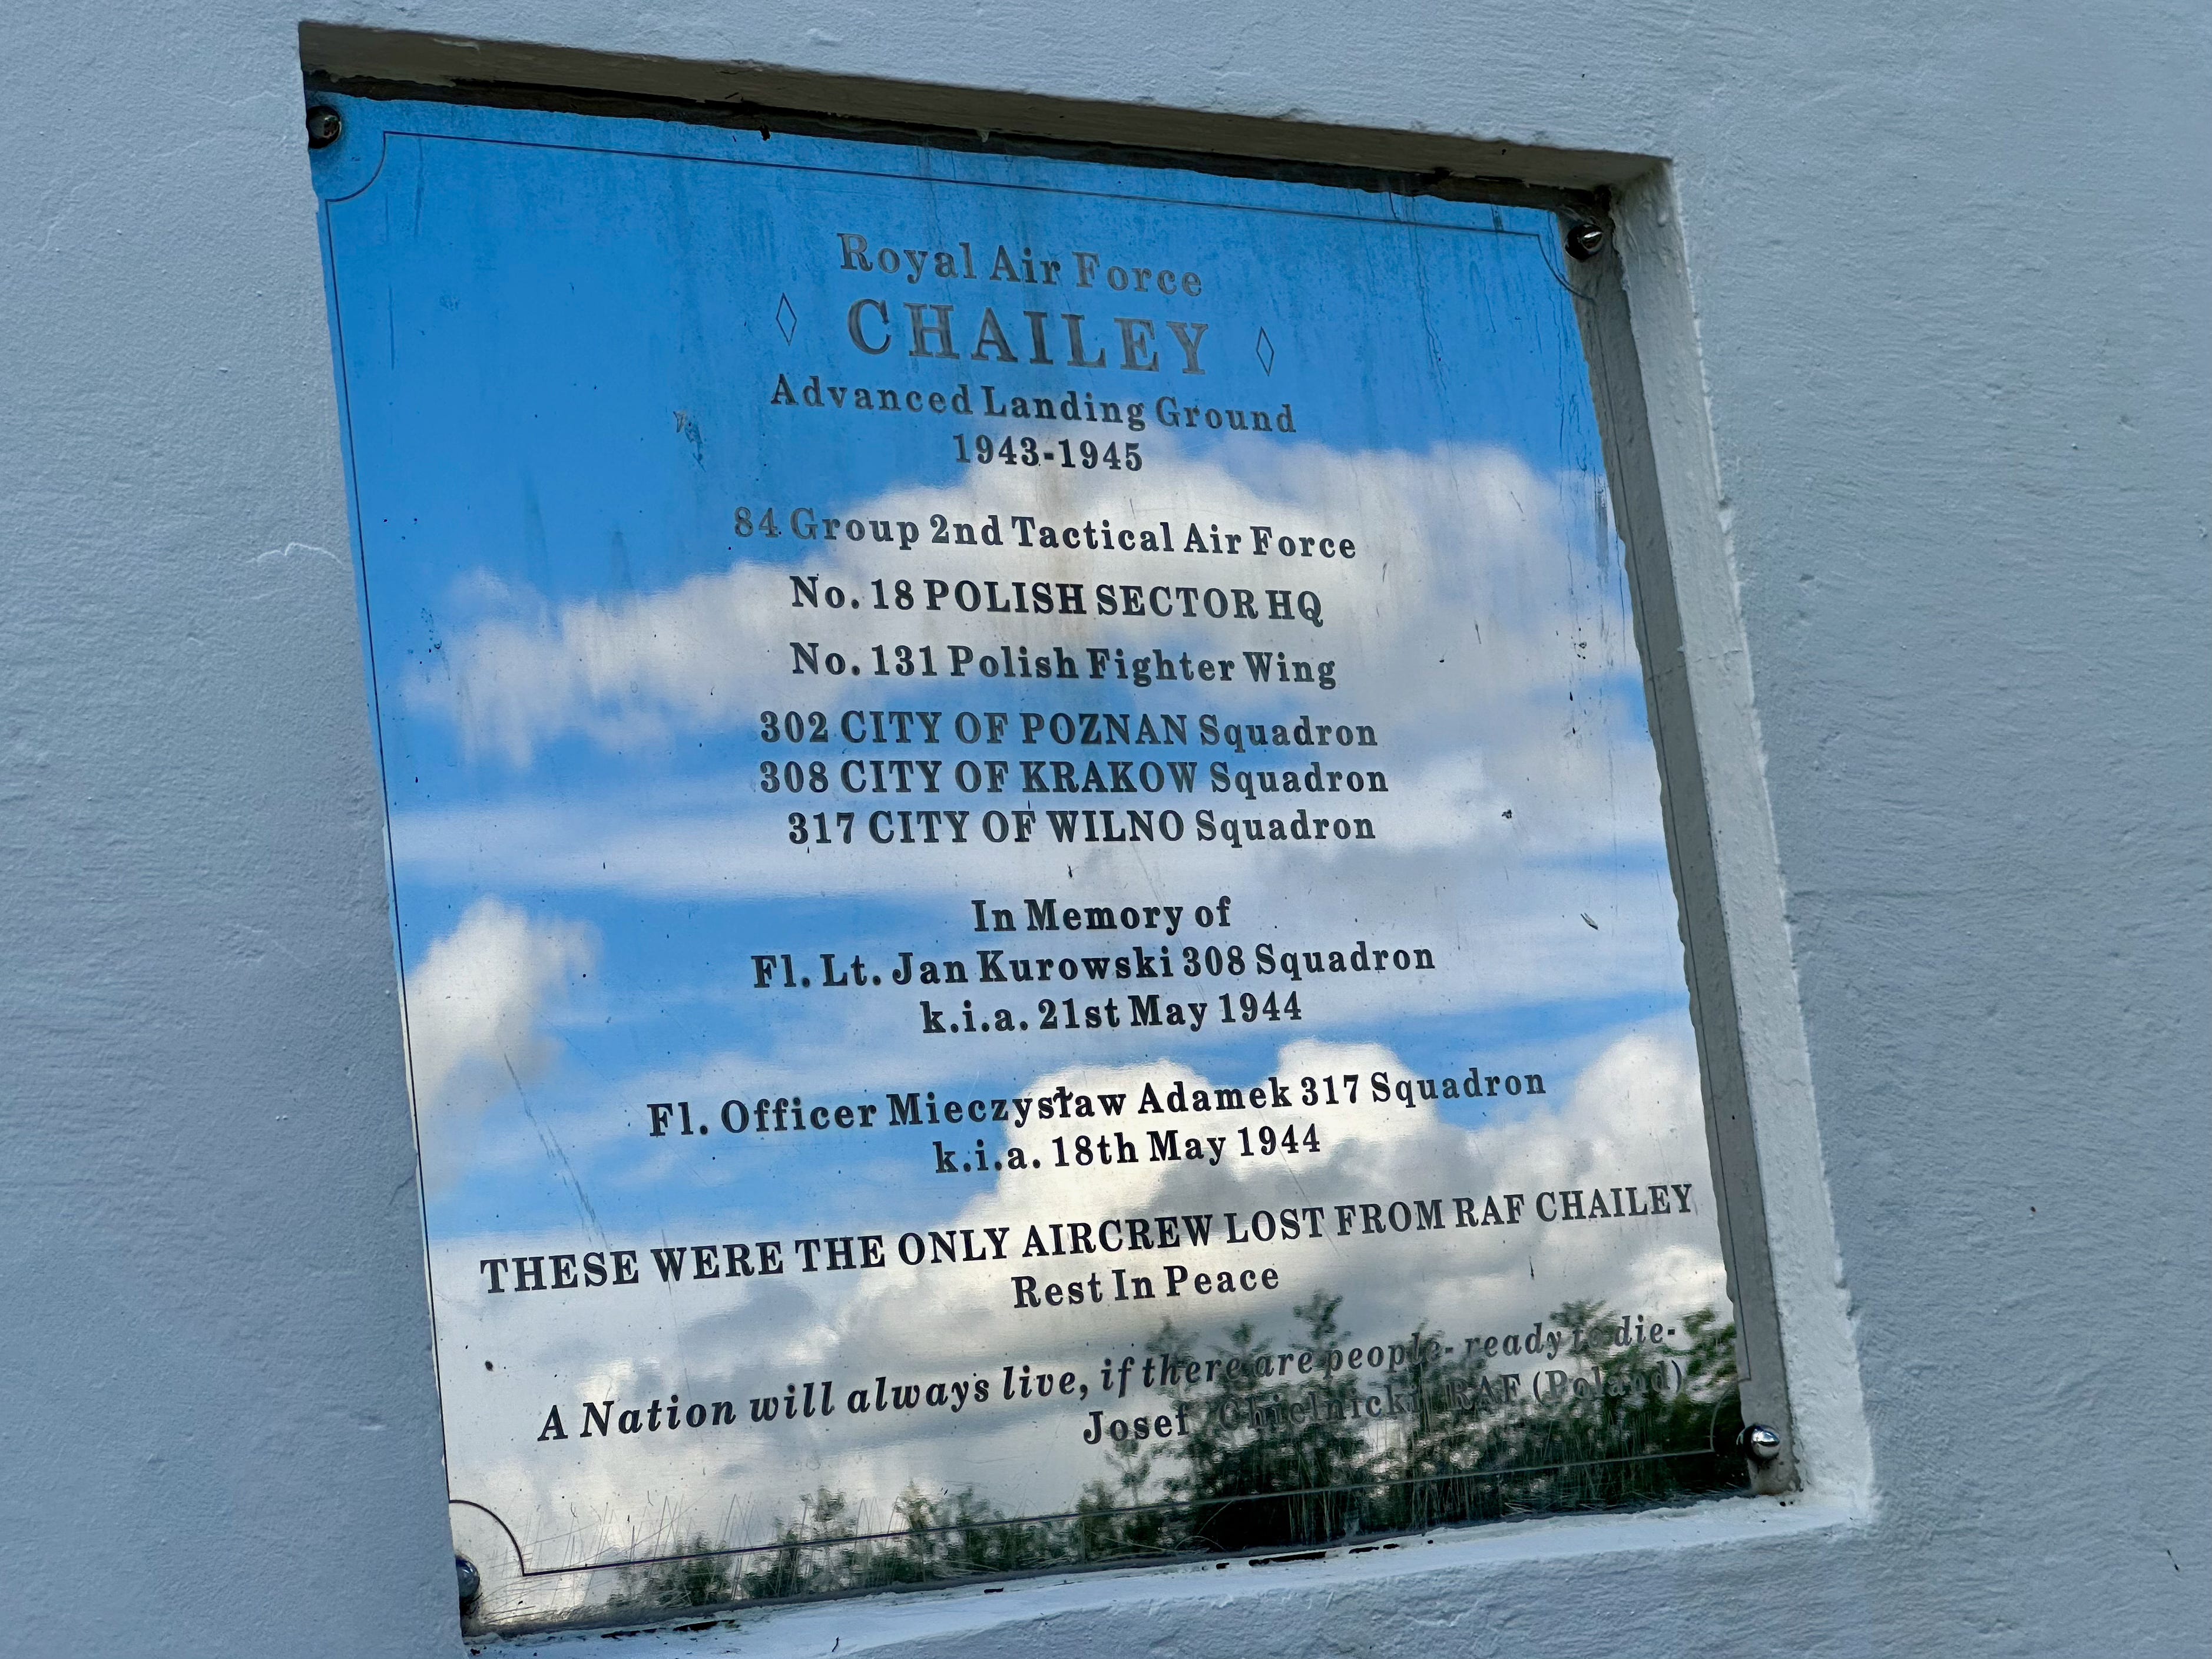 Royal Air Force
CHAILEY
Advanced Landing Ground
1943-1945
84 Group 2nd Tactical Air Force
No. 18 POLISH SECTOR HQ
No. 131 Polish Fighter Wing
302 CITY OF POZNAN Squadron
308 CITY OF KRAKOW Squadron
317 CITY OF WILNO Squadron
In Memory of
Fl. Lt. Jan Kurowski 308 Squadron
k.i.a. 21st May 1944
Fl. Officer Mieczysław Adamek 317 Squadron
k.i.a. 18th May 1944
THESE WERE THE ONLY AIRCREW LOST FROM RAF CHAILEY
Rest In Peace
A Nation will always live, if there are people- ready to die-
Josef Chielnicki RAF (Poland)